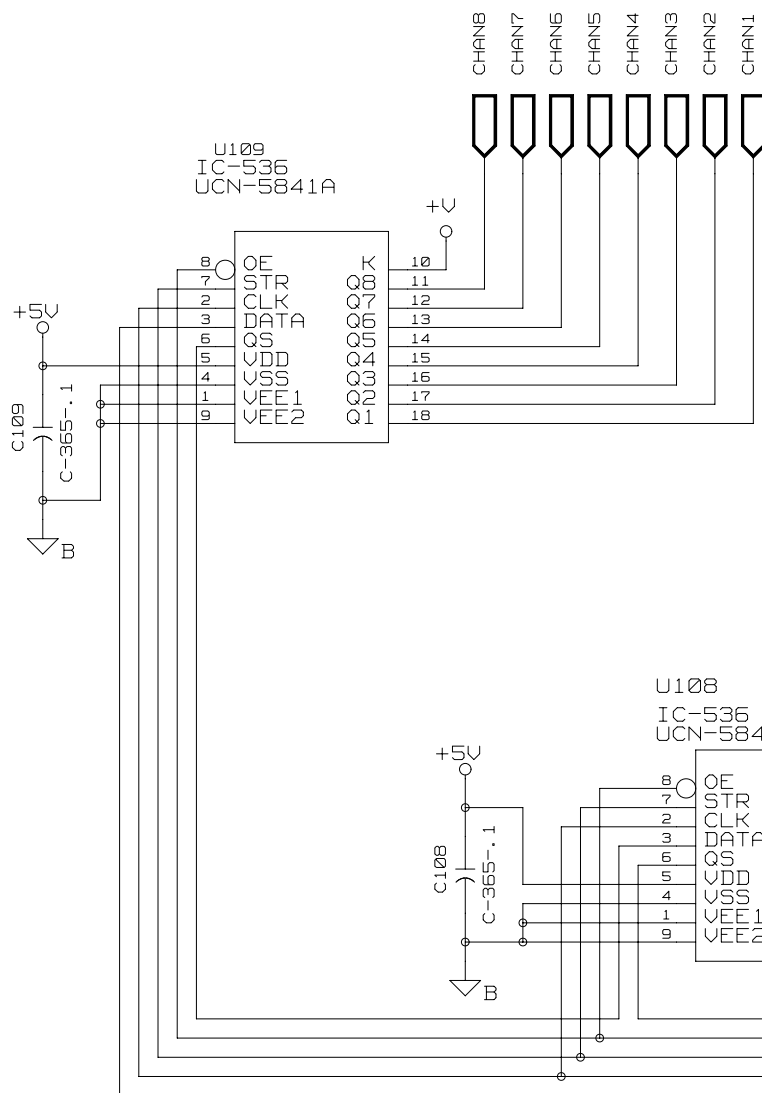 CHAN8
CHAN7
CHAN6
CHAN5
CHAN4
CHAN3
CHAN2
CHAN1
U109
IC-536
UCN-5841A
+V
8 OE K 10
7 STR Q8 11
2 CLK Q7 12
3 DATA Q6 13
6 QS Q5 14
5 VDD Q4 15
4 VSS Q3 16
1 VEE1 Q2 17
9 VEE2 Q1 18
+5V
C109
C-365-.1
B
U108
IC-536
UCN-584
+5V
8 OE
7 STR
2 CLK
3 DATA
6 QS
5 VDD
4 VSS
1 VEE1
9 VEE2
C108
C-365-.1
B